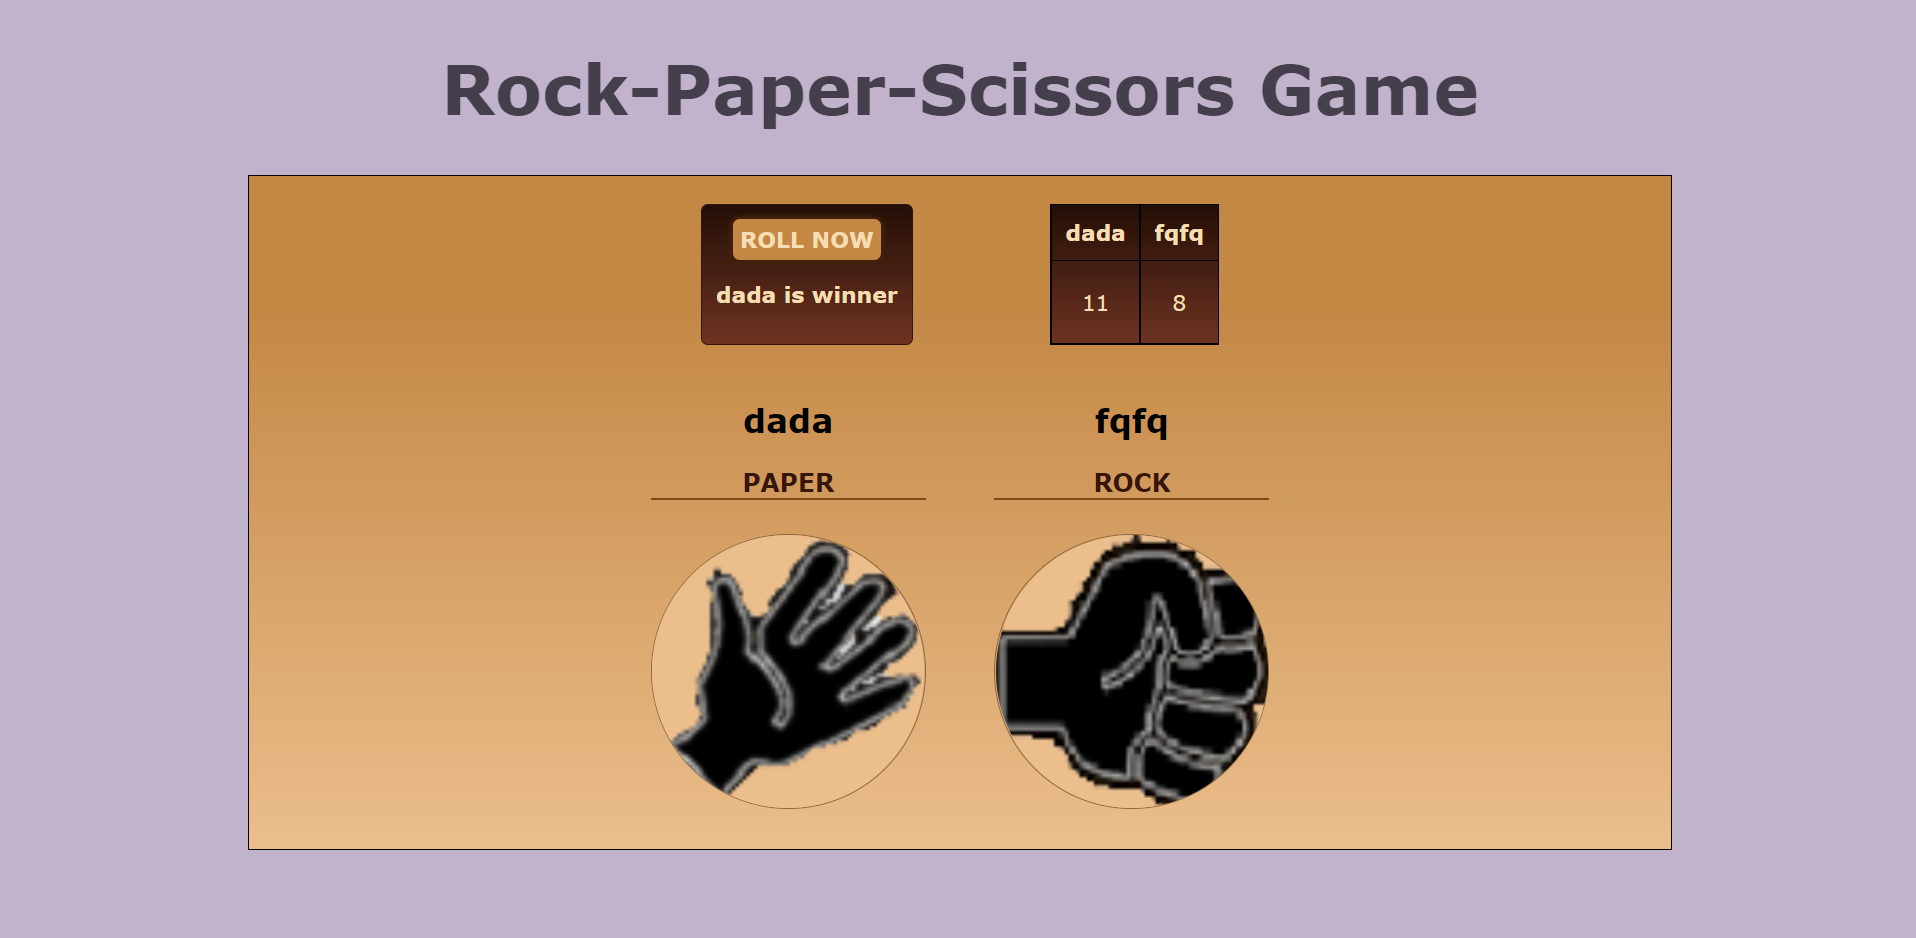 Rock-Paper-Scissors Game
ROLL NOW
dada is winner
dada fqfq
11 8
dada fqfq
PAPER ROCK